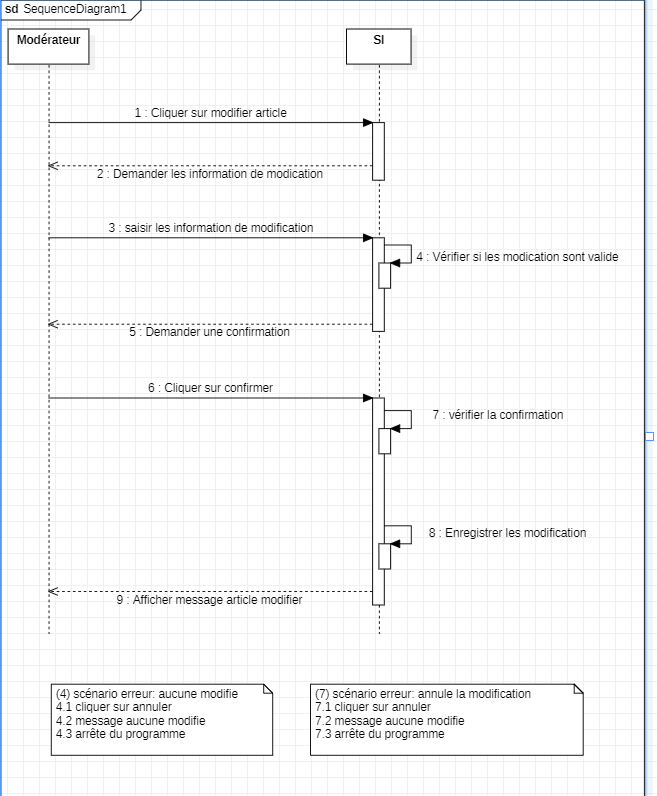 sd SequenceDiagram1
Modérateur
SI
1 : Cliquer sur modifier article
2 : Demander les information de modication
3 : saisir les information de modification
4 : Vérifier si les modication sont valide
5 : Demander une confirmation
6 : Cliquer sur confirmer
7 : vérifier la confirmation
8 : Enregistrer les modification
9 : Afficher message article modifier
(4) scénario erreur: aucune modifie
4.1 cliquer sur annuler
4.2 message aucune modifie
4.3 arrête du programme
(7) scénario erreur: annule la modification
7.1 cliquer sur annuler
7.2 message aucune modifie
7.3 arrête du programme